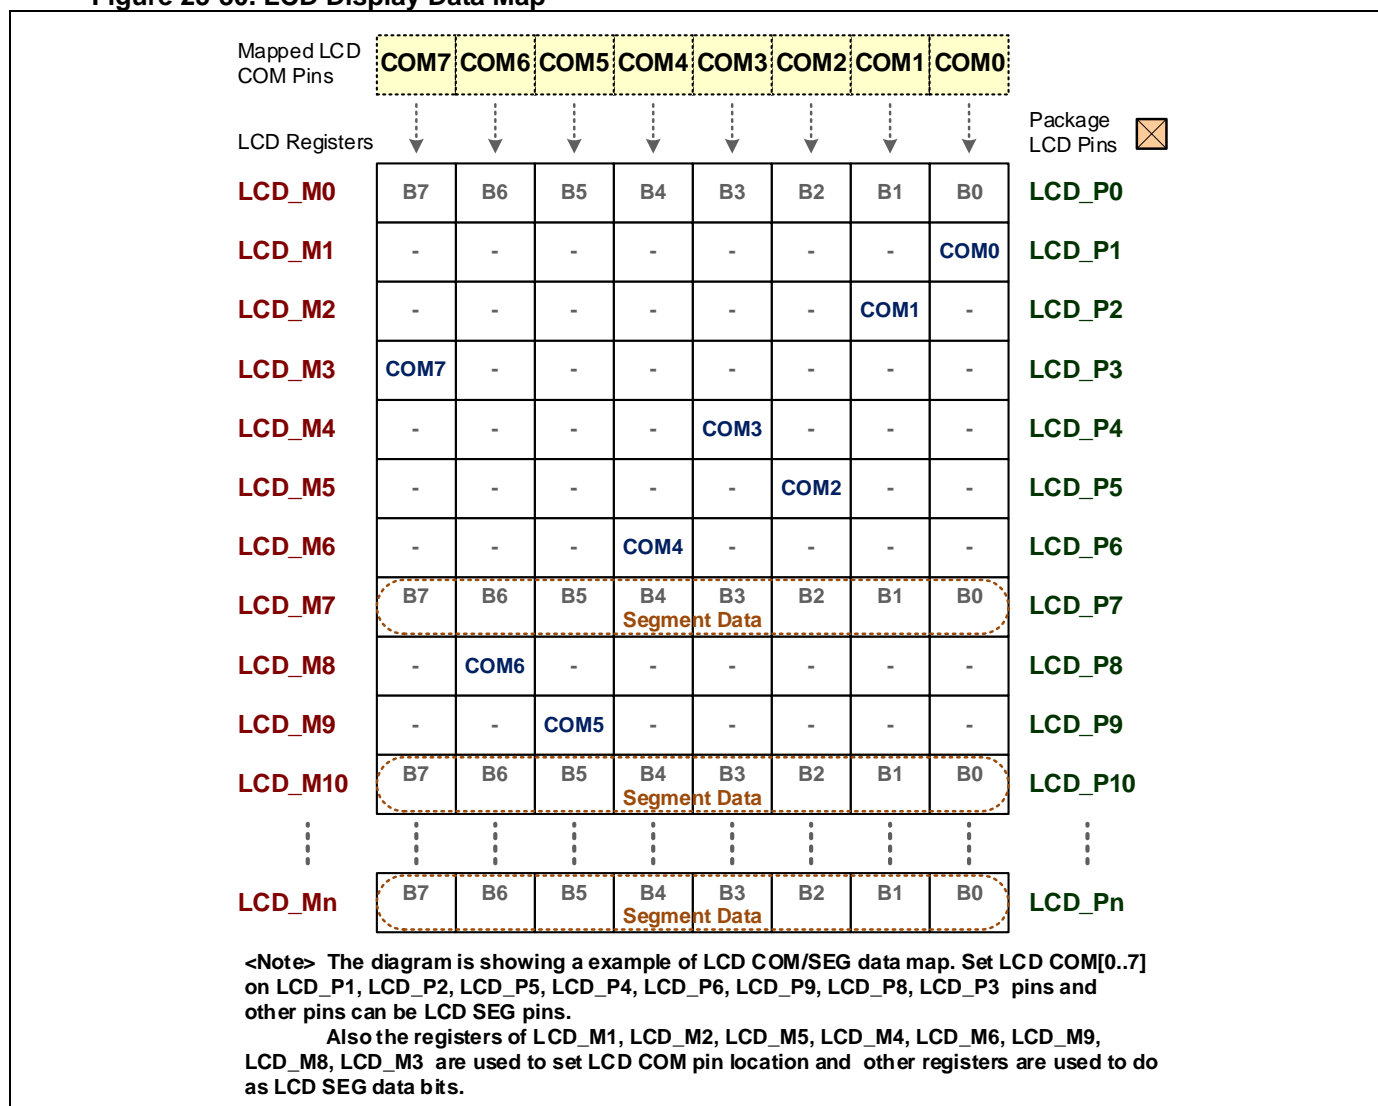 Figure 23-30. LCD Display Data Map
Mapped LCD
COM Pins
COM7 COM6 COM5 COM4 COM3 COM2 COM1 COM0
LCD Registers
Package
LCD Pins
LCD_M0 B7 B6 B5 B4 B3 B2 B1 B0 LCD_P0
LCD_M1 - - - - - - - COM0 LCD_P1
LCD_M2 - - - - - - COM1 - LCD_P2
LCD_M3 COM7 - - - - - - - LCD_P3
LCD_M4 - - - - COM3 - - - LCD_P4
LCD_M5 - - - - - COM2 - - LCD_P5
LCD_M6 - - - COM4 - - - - LCD_P6
LCD_M7 B7 B6 B5 B4 B3 B2 B1 B0 LCD_P7
Segment Data
LCD_M8 - COM6 - - - - - - LCD_P8
LCD_M9 - - COM5 - - - - - LCD_P9
LCD_M10 B7 B6 B5 B4 B3 B2 B1 B0 LCD_P10
Segment Data
LCD_Mn B7 B6 B5 B4 B3 B2 B1 B0 LCD_Pn
Segment Data
<Note> The diagram is showing a example of LCD COM/SEG data map. Set LCD COM[0..7]
on LCD_P1, LCD_P2, LCD_P5, LCD_P4, LCD_P6, LCD_P9, LCD_P8, LCD_P3 pins and
other pins can be LCD SEG pins.
Also the registers of LCD_M1, LCD_M2, LCD_M5, LCD_M4, LCD_M6, LCD_M9,
LCD_M8, LCD_M3 are used to set LCD COM pin location and other registers are used to do
as LCD SEG data bits.